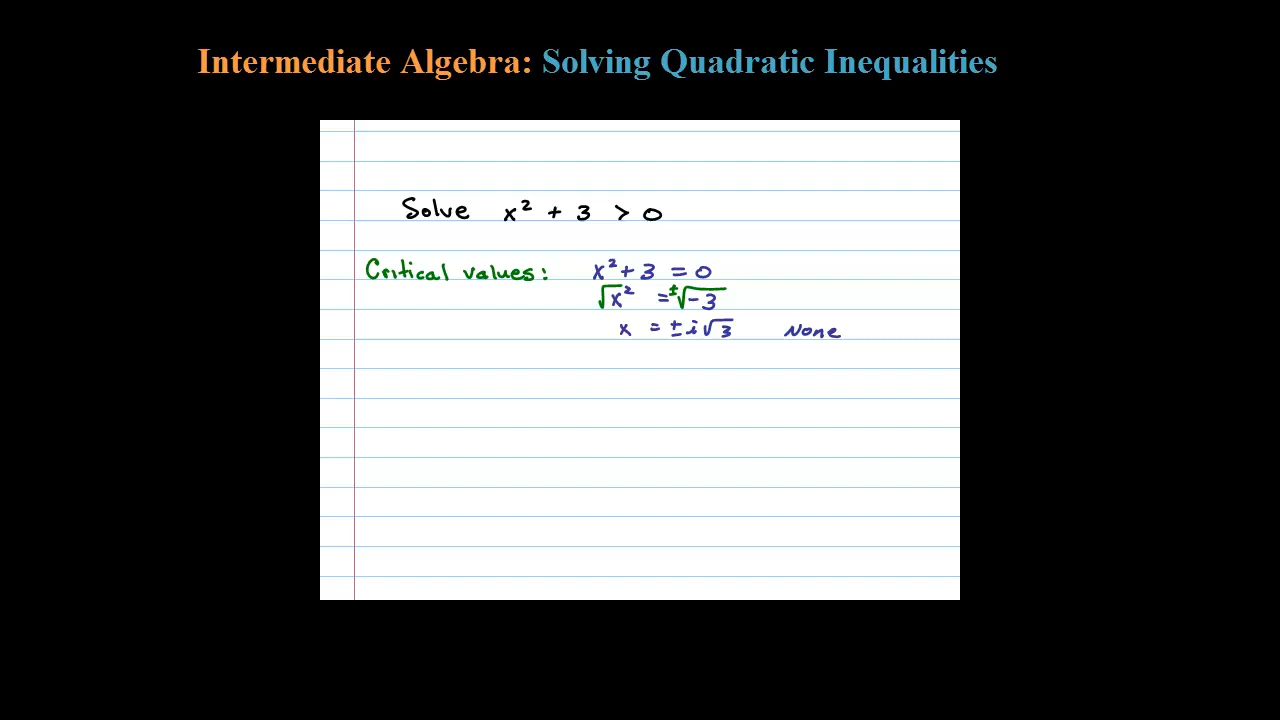 Intermediate Algebra: Solving Quadratic Inequalities
Solve x² + 3 > 0
Critical values: x² + 3 = 0
√x² = ±√-3
x = ± i√3 None